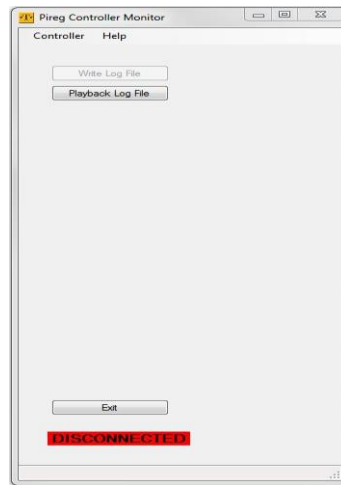 Pireg Controller Monitor
Controller Help
Write Log File
Playback Log File
Exit
DISCONNECTED